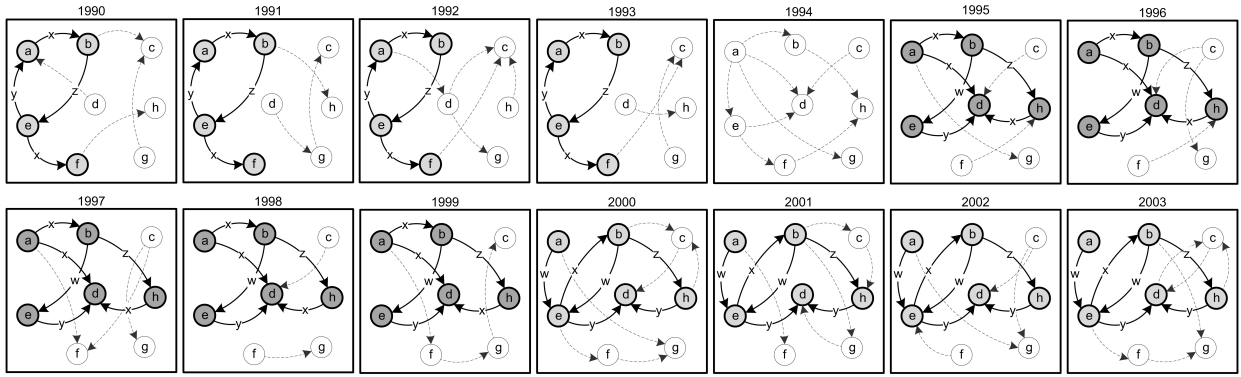 1990 1991 1992 1993 1994 1995 1996
a x b c y z d h e x f g
a x b c y z d h e x f g
a x b c y z d h e x f g
a x b c y z d h e x f g
a b c d h e f g
a x b c x z w d h e y x f g
a x b c x z w d h e y x f g
1997 1998 1999 2000 2001 2002 2003
a x b c x z w d h e y x f g
a x b c x z w d h e y x f g
a x b c x z w d h e y x f g
a b c w x z w d h e y y f g
a b c w x z w d h e y y f g
a b c w x z w d h e y y f g
a b c w x z w d h e y y f g